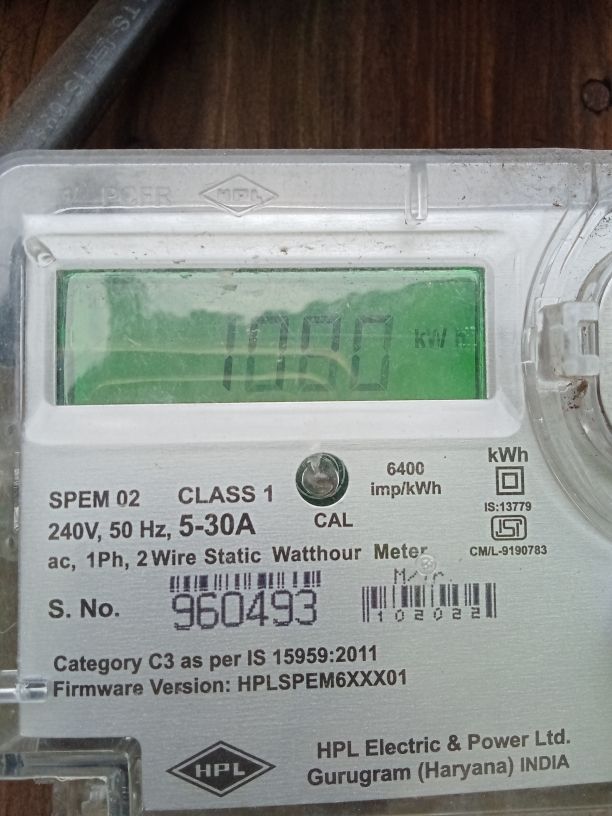 HPL
1080 kWh
6400
imp/kWh
kWh
IS:13779
CM/L-9190783
SPEM 02 CLASS 1
CAL
240V, 50 Hz, 5-30A
ac, 1Ph, 2 Wire Static Watthour Meter
M/Yr.
S. No. 960493
102022
Category C3 as per IS 15959:2011
Firmware Version: HPLSPEM6XXX01
HPL
HPL Electric & Power Ltd.
Gurugram (Haryana) INDIA